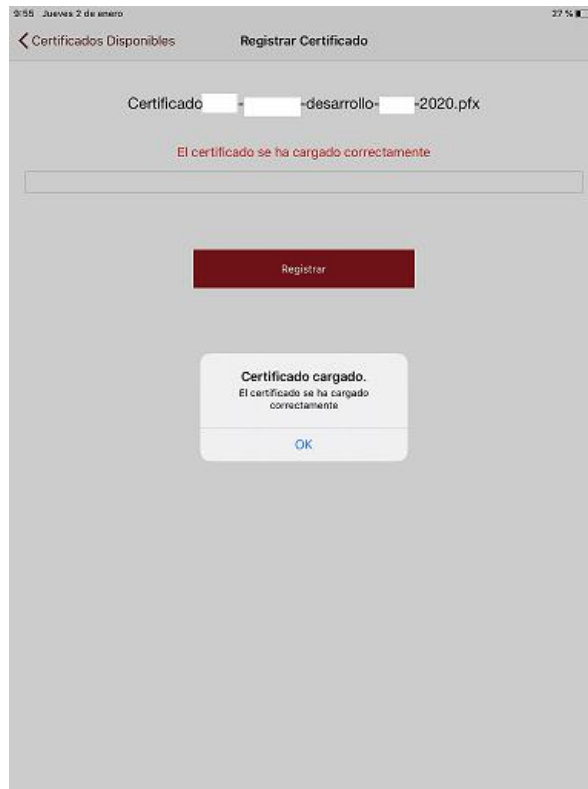 9:55 Jueves 2 de enero 27 %
Certificados Disponibles Registrar Certificado
Certificado - -desarrollo- -2020.pfx
El certificado se ha cargado correctamente
Registrar
Certificado cargado.
El certificado se ha cargado
correctamente
OK